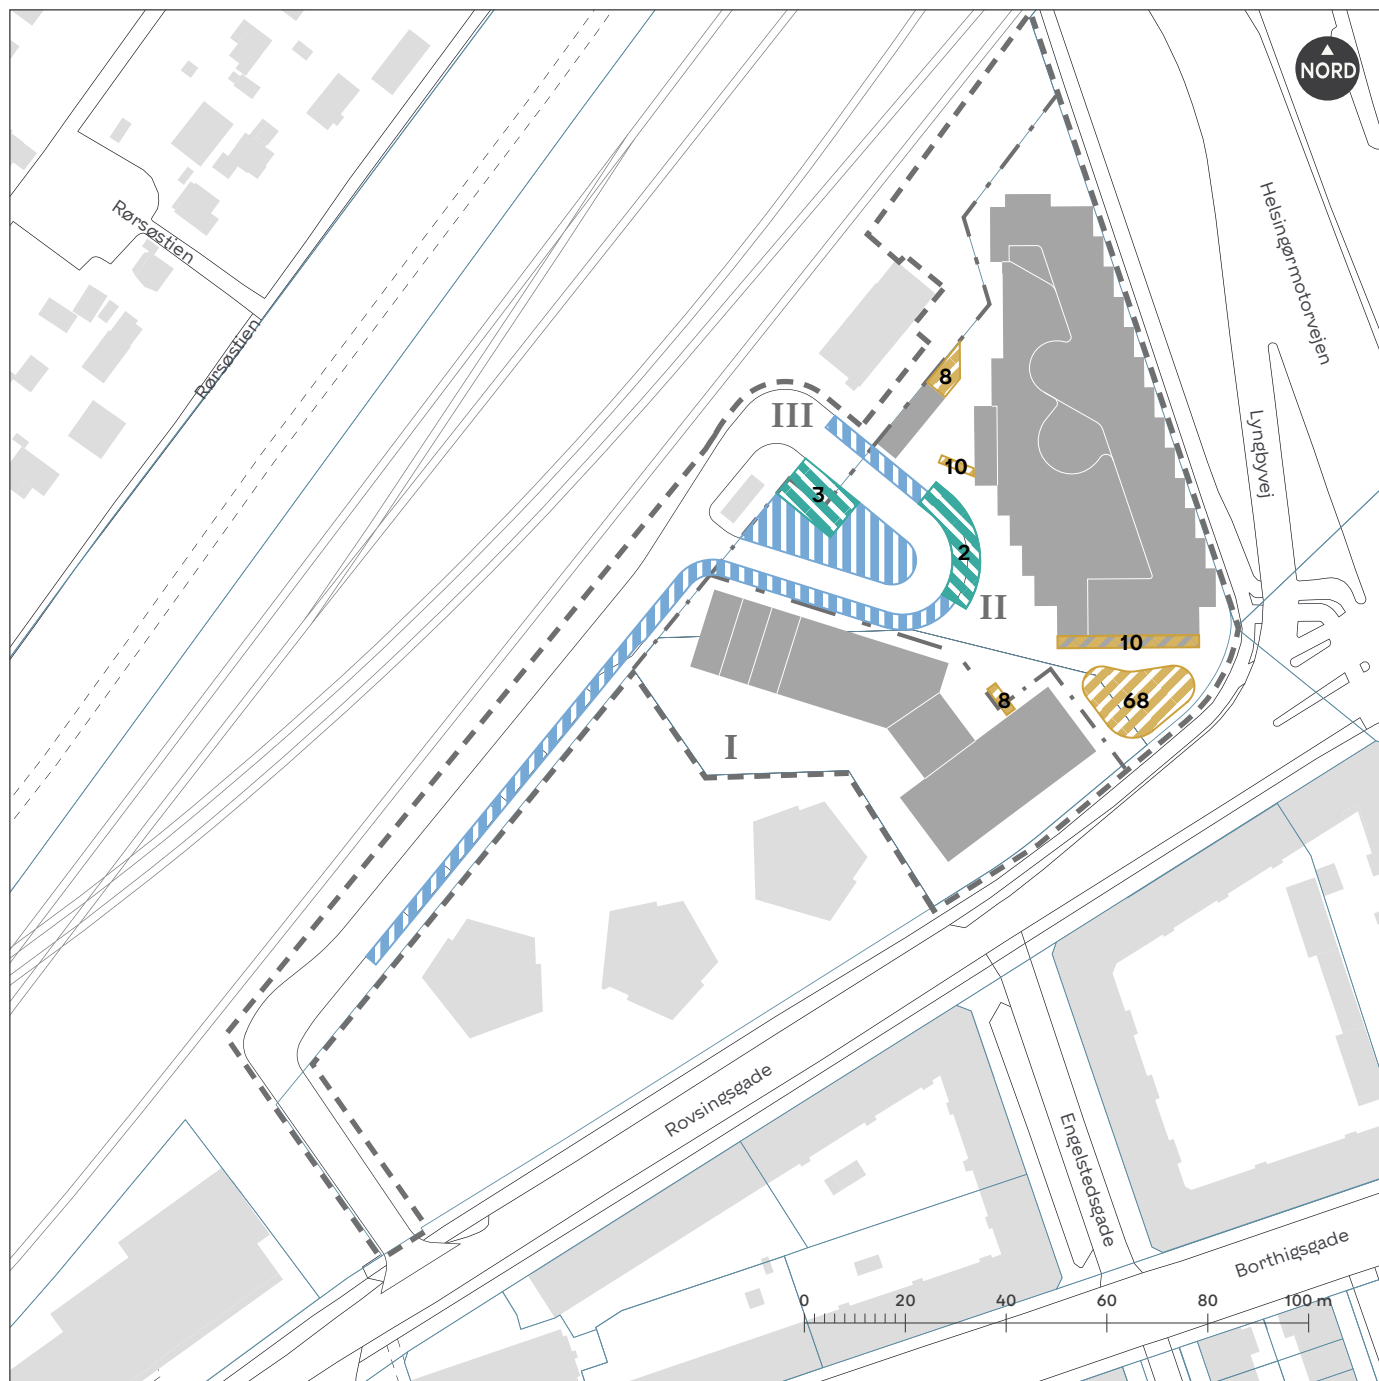 NORD
Rørsøstien
Helsingørmotorvejen
Rørsøstien
8
III
Lyngbyvej
10
3
2
II
10
8
68
I
Rovsingsgade
Engelstedsgade
Borthigsgade
0 20 40 60 80 100 m